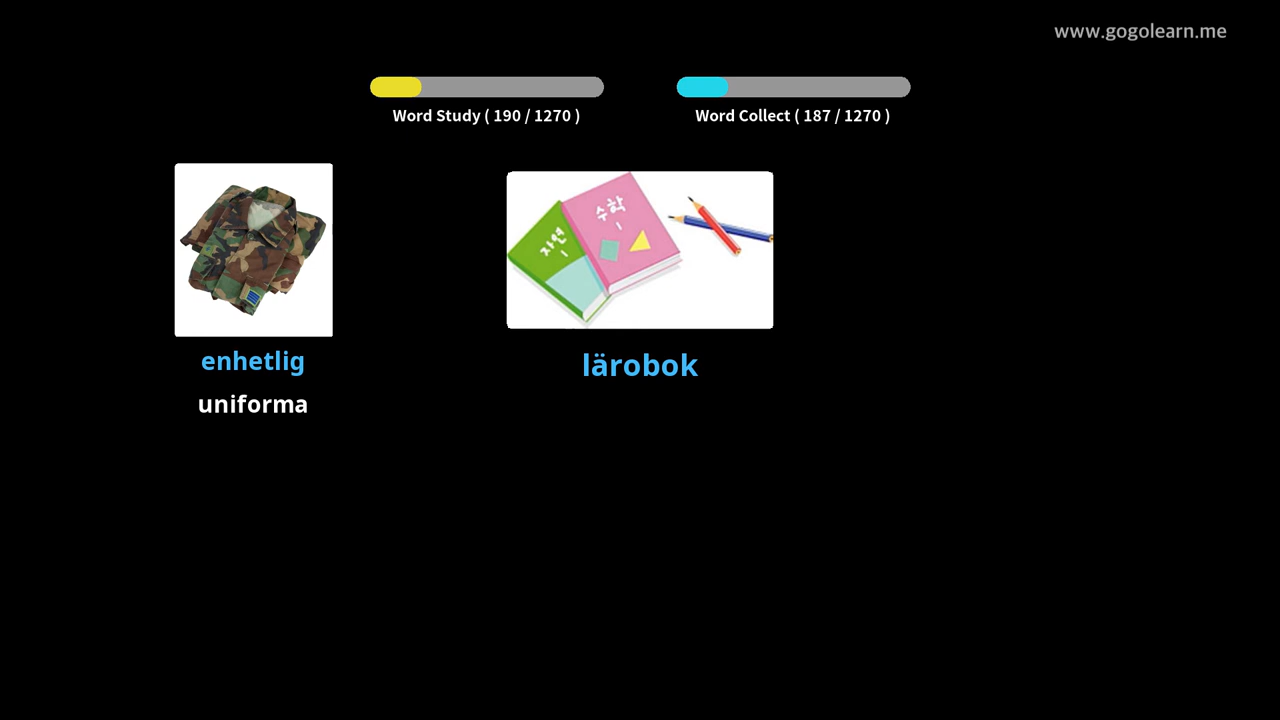 www.gogolearn.me
Word Study ( 190 / 1270 )
Word Collect ( 187 / 1270 )
수학
자연
enhetlig
lärobok
uniforma